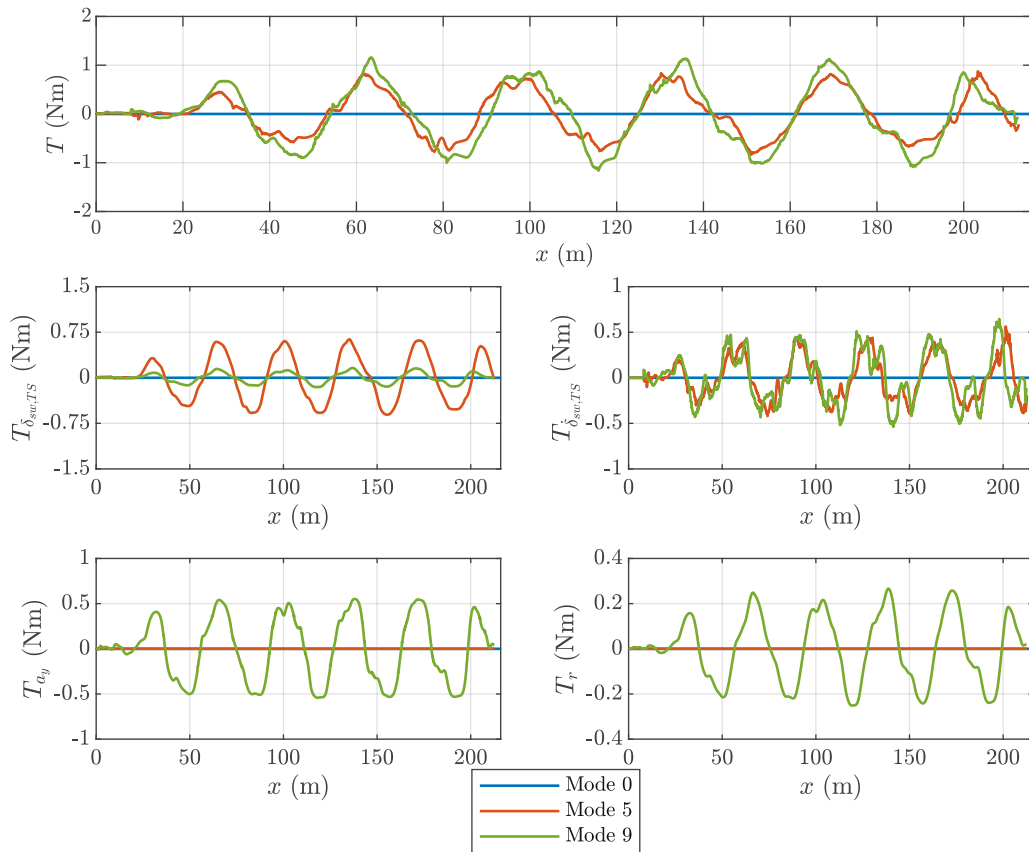 2
1
0
-1
-2
T (Nm)
0 20 40 60 80 100 120 140 160 180 200
x (m)
1.5
0.75
0
-0.75
-1.5
T_{δ_{sw,TS}} (Nm)
0 50 100 150 200
x (m)
1
0.5
0
-0.5
-1
T_{\dot{δ}_{sw,TS}} (Nm)
0 50 100 150 200
x (m)
1
0.5
0
-0.5
-1
T_{a_y} (Nm)
0 50 100 150 200
x (m)
0.4
0.2
0
-0.2
-0.4
T_r (Nm)
0 50 100 150 200
x (m)
Mode 0
Mode 5
Mode 9